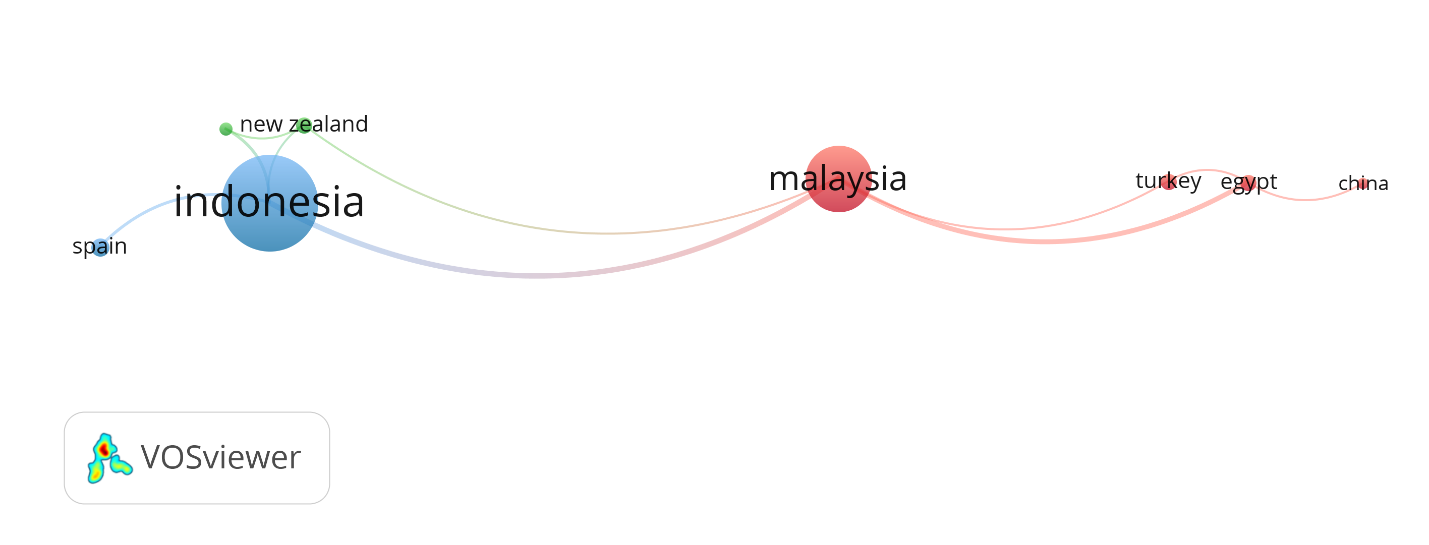 new zealand
indonesia
spain
malaysia
turkey
egypt
china
VOSviewer